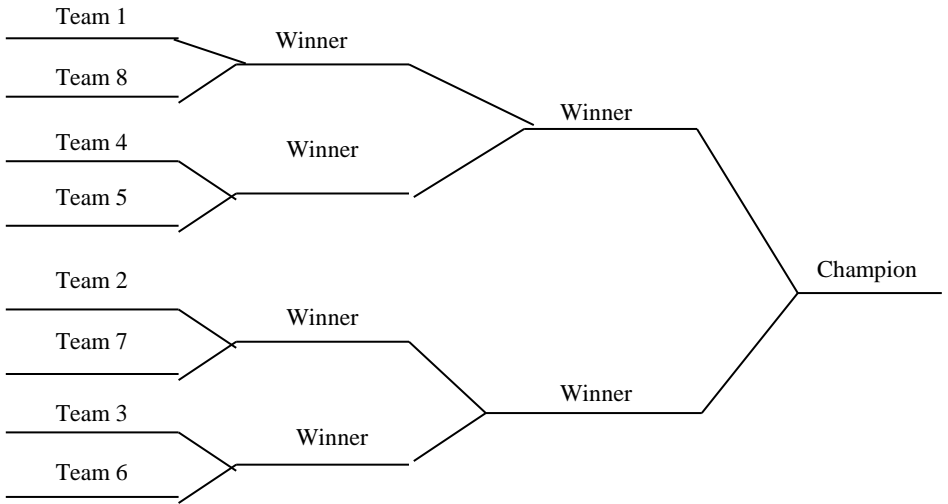 Team 1
Winner
Team 8
Winner
Team 4
Winner
Team 5
Champion
Team 2
Winner
Team 7
Winner
Team 3
Winner
Team 6